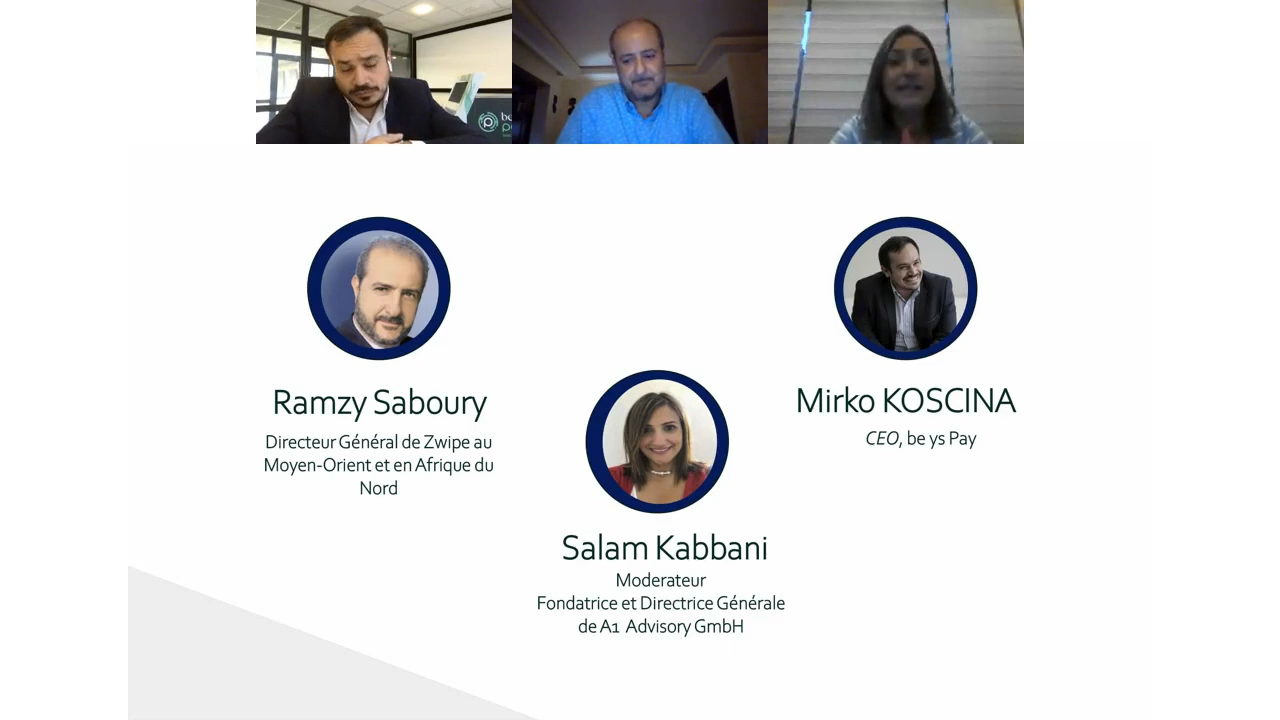 be
p
Ramzy Saboury
Directeur Général de Zwipe au
Moyen-Orient et en Afrique du
Nord
Mirko KOSCINA
CEO, be ys Pay
Salam Kabbani
Moderateur
Fondatrice et Directrice Générale
de A1 Advisory GmbH